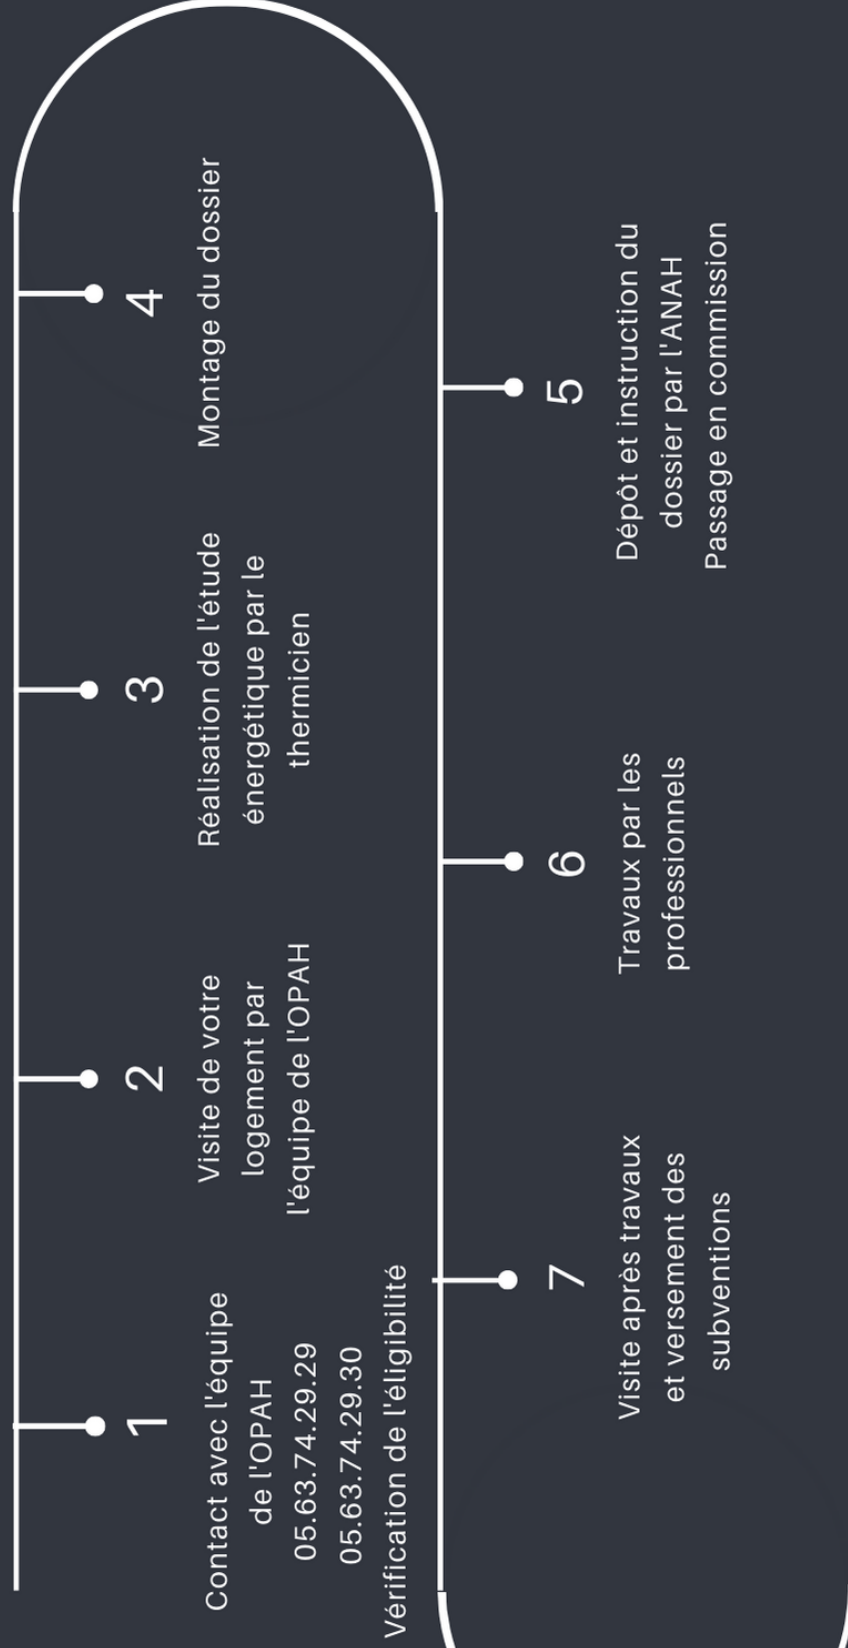 1
Contact avec l'équipe
de l'OPAH
05.63.74.29.29
05.63.74.29.30
Vérification de l'éligibilité
2
Visite de votre
logement par
l'équipe de l'OPAH
3
Réalisation de l'étude
énergétique par le
thermicien
4
Montage du dossier
5
Dépôt et instruction du
dossier par l'ANAH
Passage en commission
6
Travaux par les
professionnels
7
Visite après travaux
et versement des
subventions